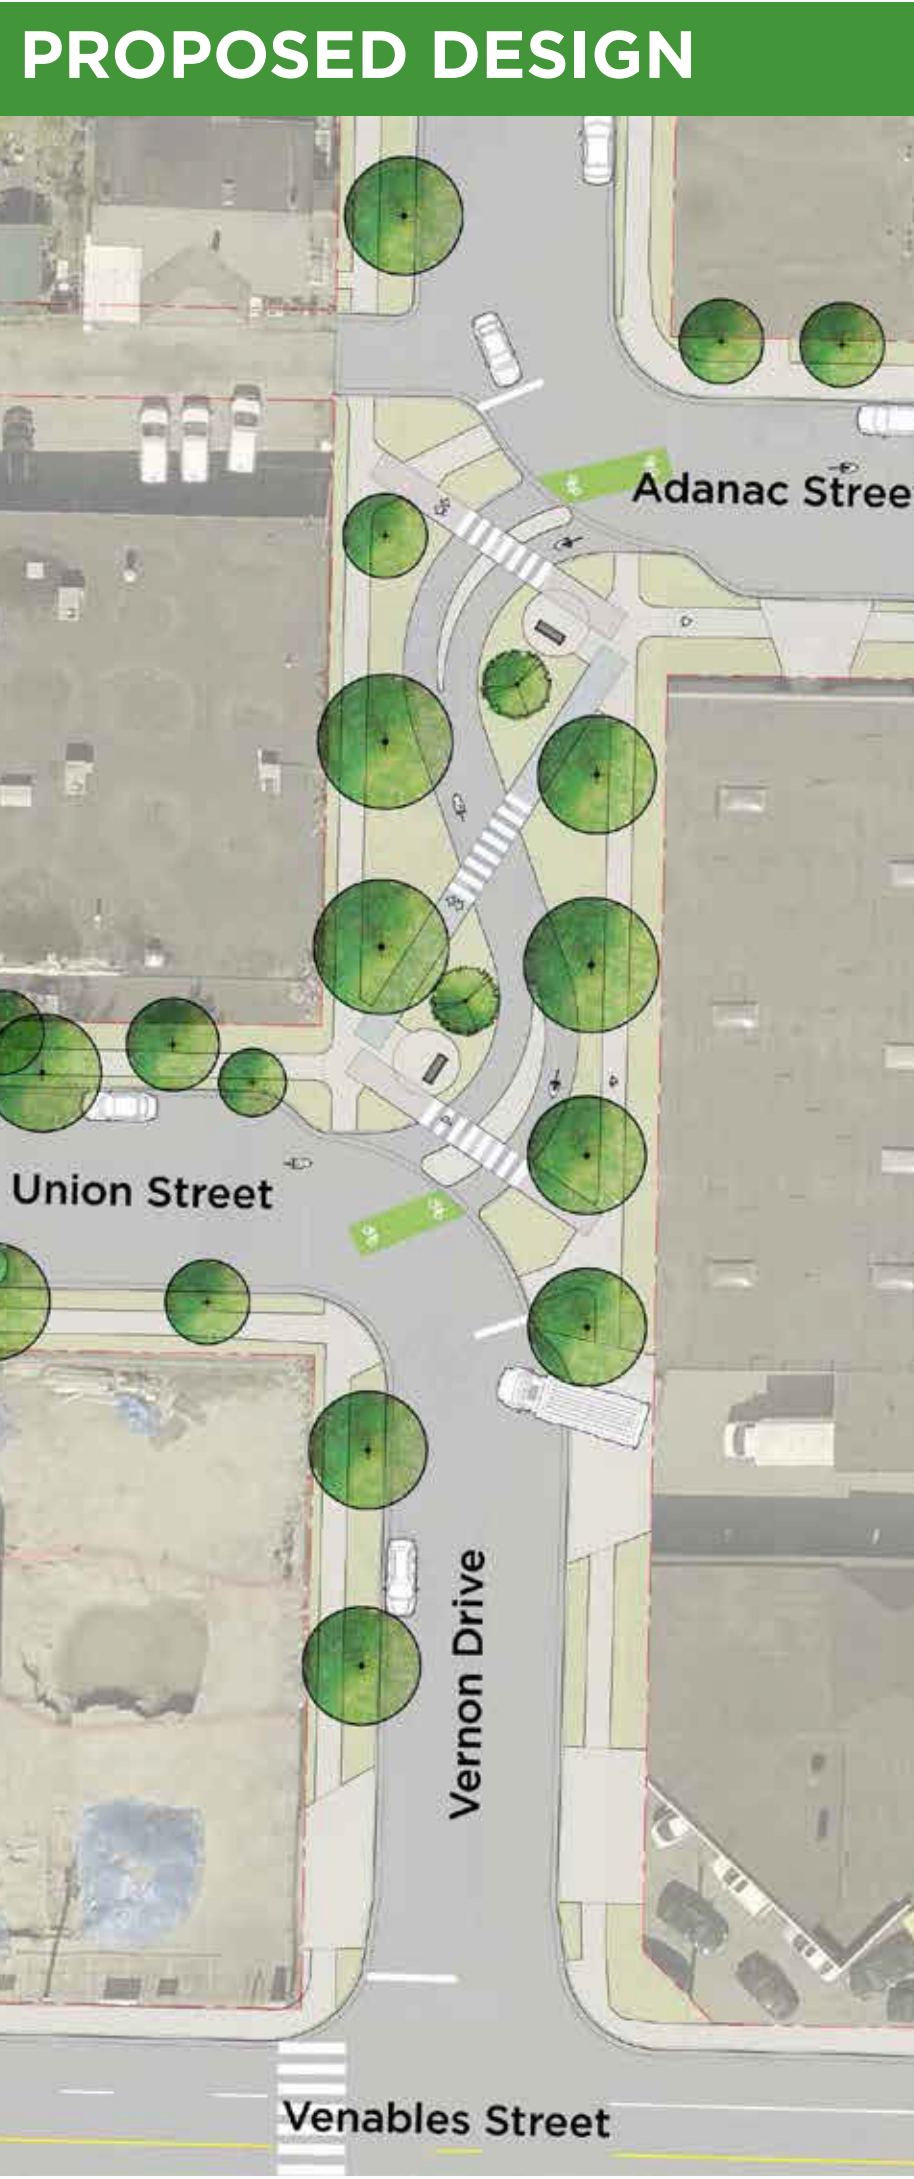 PROPOSED DESIGN
Adanac Stree
Union Street
Vernon Drive
Venables Street